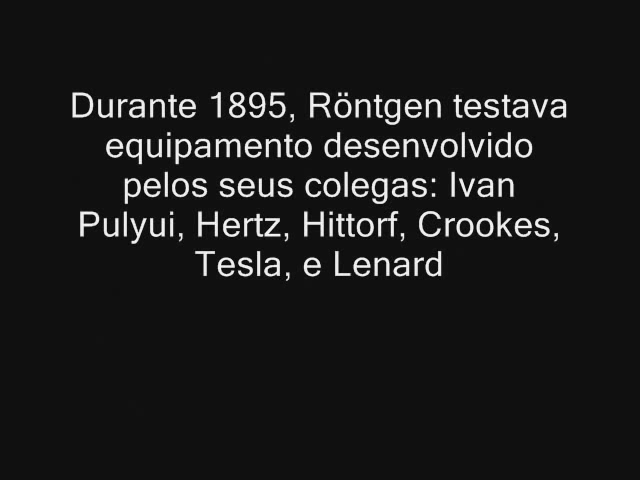 Durante 1895, Röntgen testava
equipamento desenvolvido
pelos seus colegas: Ivan
Pulyui, Hertz, Hittorf, Crookes,
Tesla, e Lenard